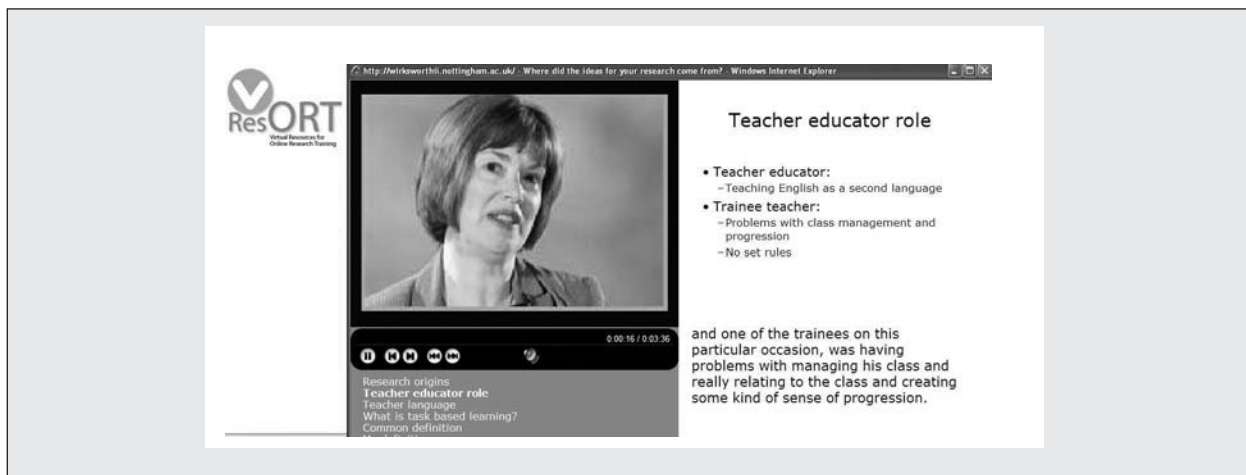 http://wirksworthii.nottingham.ac.uk/ - Where did the ideas for your research come from? - Windows Internet Explorer
V
ResORT
Virtual Resources for
Online Research Training
Teacher educator role
• Teacher educator:
–Teaching English as a second language
• Trainee teacher:
–Problems with class management and
progression
–No set rules
0:00:16 / 0:03:36
Research origins
Teacher educator role
Teacher language
What is task based learning?
Common definition
and one of the trainees on this
particular occasion, was having
problems with managing his class and
really relating to the class and creating
some kind of sense of progression.